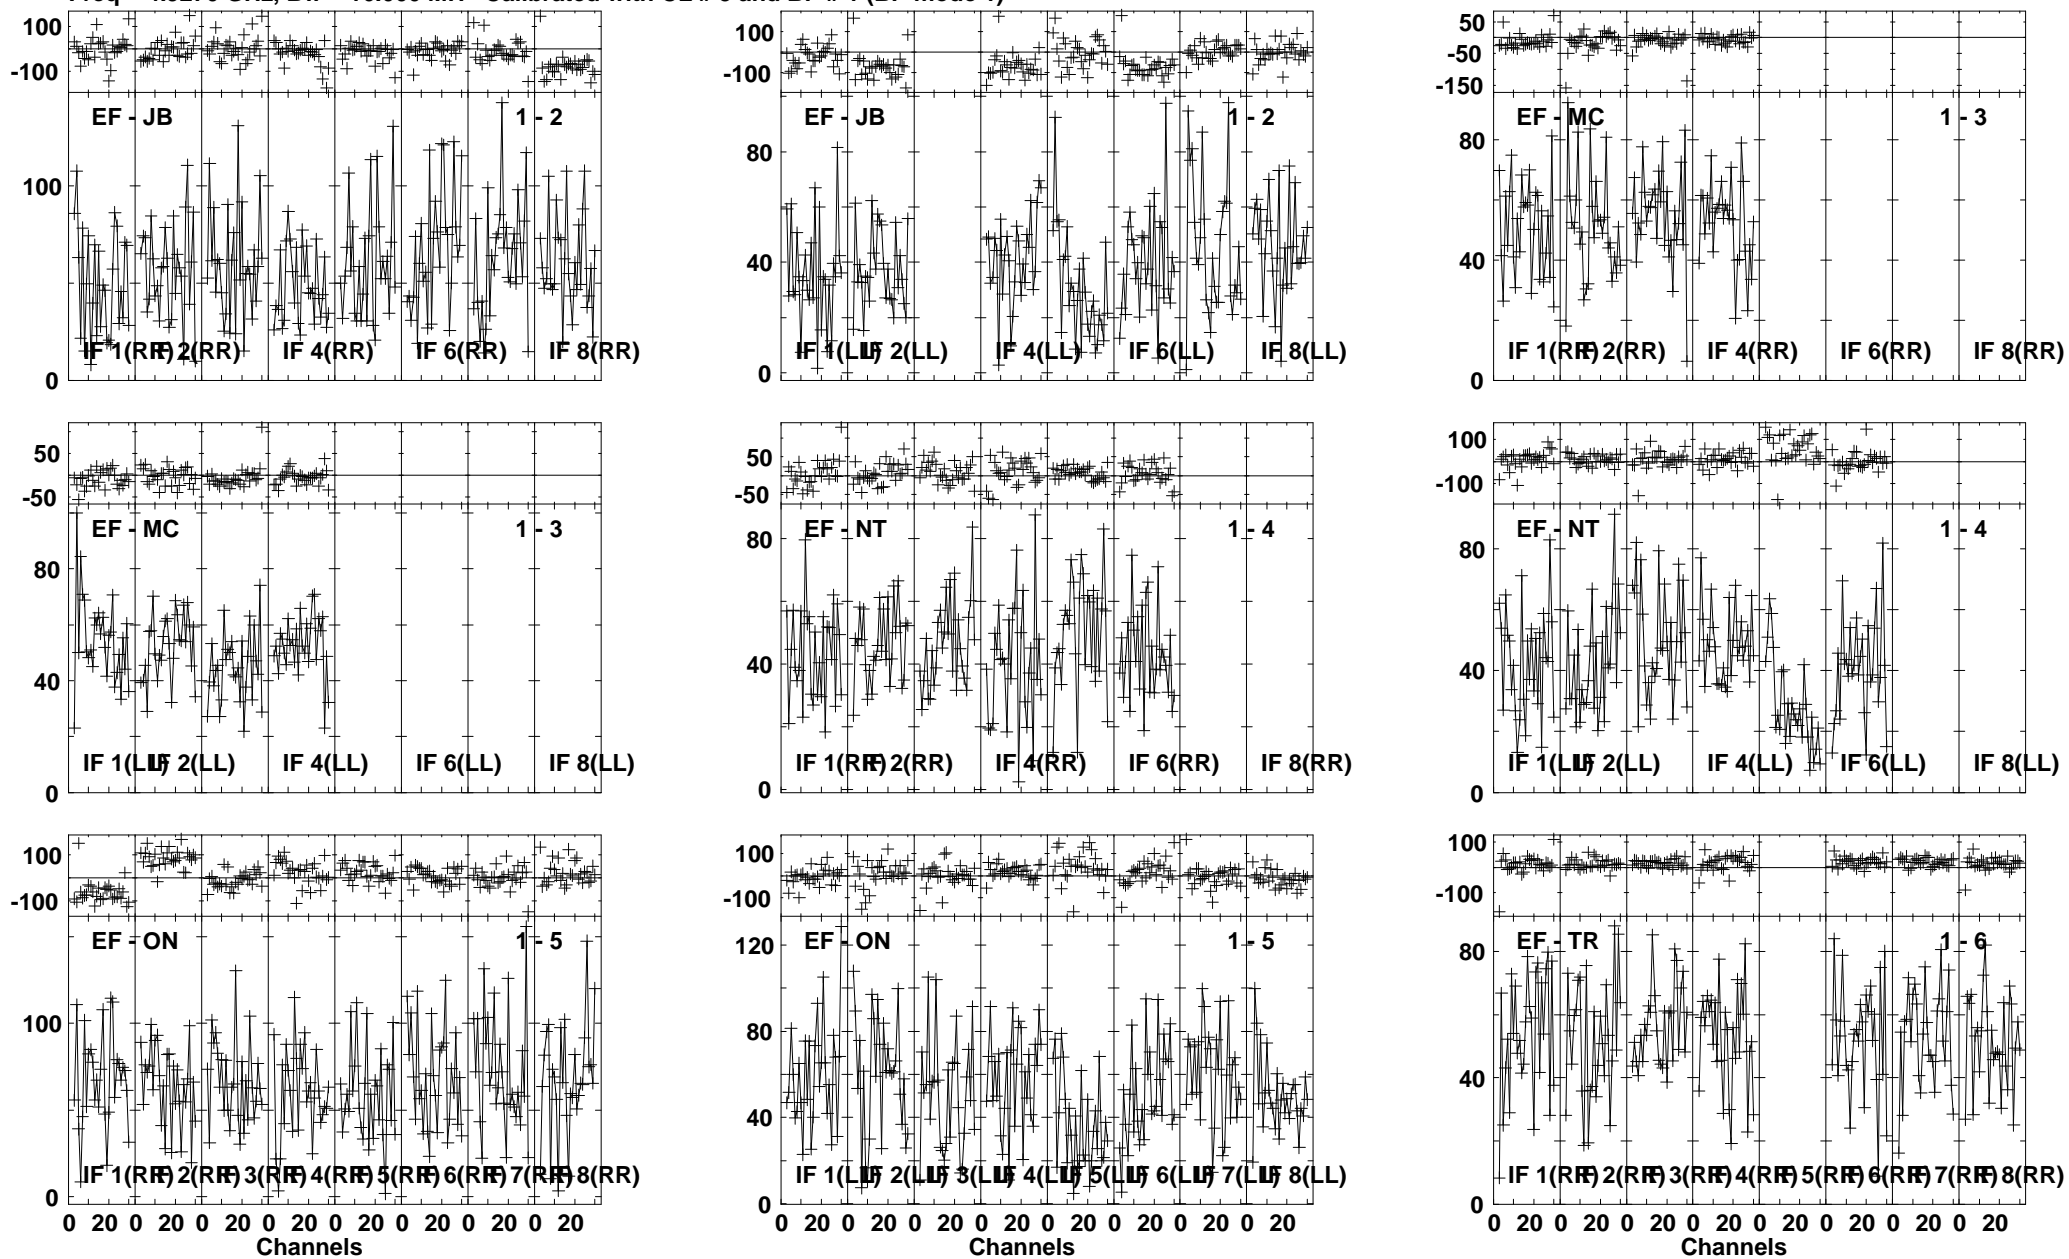 100
-100
EF - JB 1 - 2
100
0
IF 1(RR) IF 2(RR) IF 4(RR) IF 6(RR) IF 8(RR)
100
-100
EF - JB 1 - 2
80
40
0
IF 1(LL) IF 2(LL) IF 4(LL) IF 6(LL) IF 8(LL)
50
-50
-150
EF - MC 1 - 3
80
40
0
IF 1(RR) IF 2(RR) IF 4(RR) IF 6(RR) IF 8(RR)
50
-50
EF - MC 1 - 3
80
40
0
IF 1(LL) IF 2(LL) IF 4(LL) IF 6(LL) IF 8(LL)
50
-50
EF - NT 1 - 4
80
40
0
IF 1(RR) IF 2(RR) IF 4(RR) IF 6(RR) IF 8(RR)
100
-100
EF - NT 1 - 4
80
40
0
IF 1(LL) IF 2(LL) IF 4(LL) IF 6(LL) IF 8(LL)
100
-100
EF - ON 1 - 5
100
0
IF 1(RR) IF 2(RR) IF 3(RR) IF 4(RR) IF 5(RR) IF 6(RR) IF 7(RR) IF 8(RR)
0 20 0 20 0 20 0 20 0 20 0 20 0 20 0 20
Channels
100
-100
EF - ON 1 - 5
120
80
40
0
IF 1(LL) IF 2(LL) IF 3(LL) IF 4(LL) IF 5(LL) IF 6(LL) IF 7(LL) IF 8(LL)
0 20 0 20 0 20 0 20 0 20 0 20 0 20 0 20
100
-100
EF - TR 1 - 6
80
40
0
IF 1(RR) IF 2(RR) IF 3(RR) IF 4(RR) IF 5(RR) IF 6(RR) IF 7(RR) IF 8(RR)
0 20 0 20 0 20 0 20 0 20 0 20 0 20 0 20
Channels